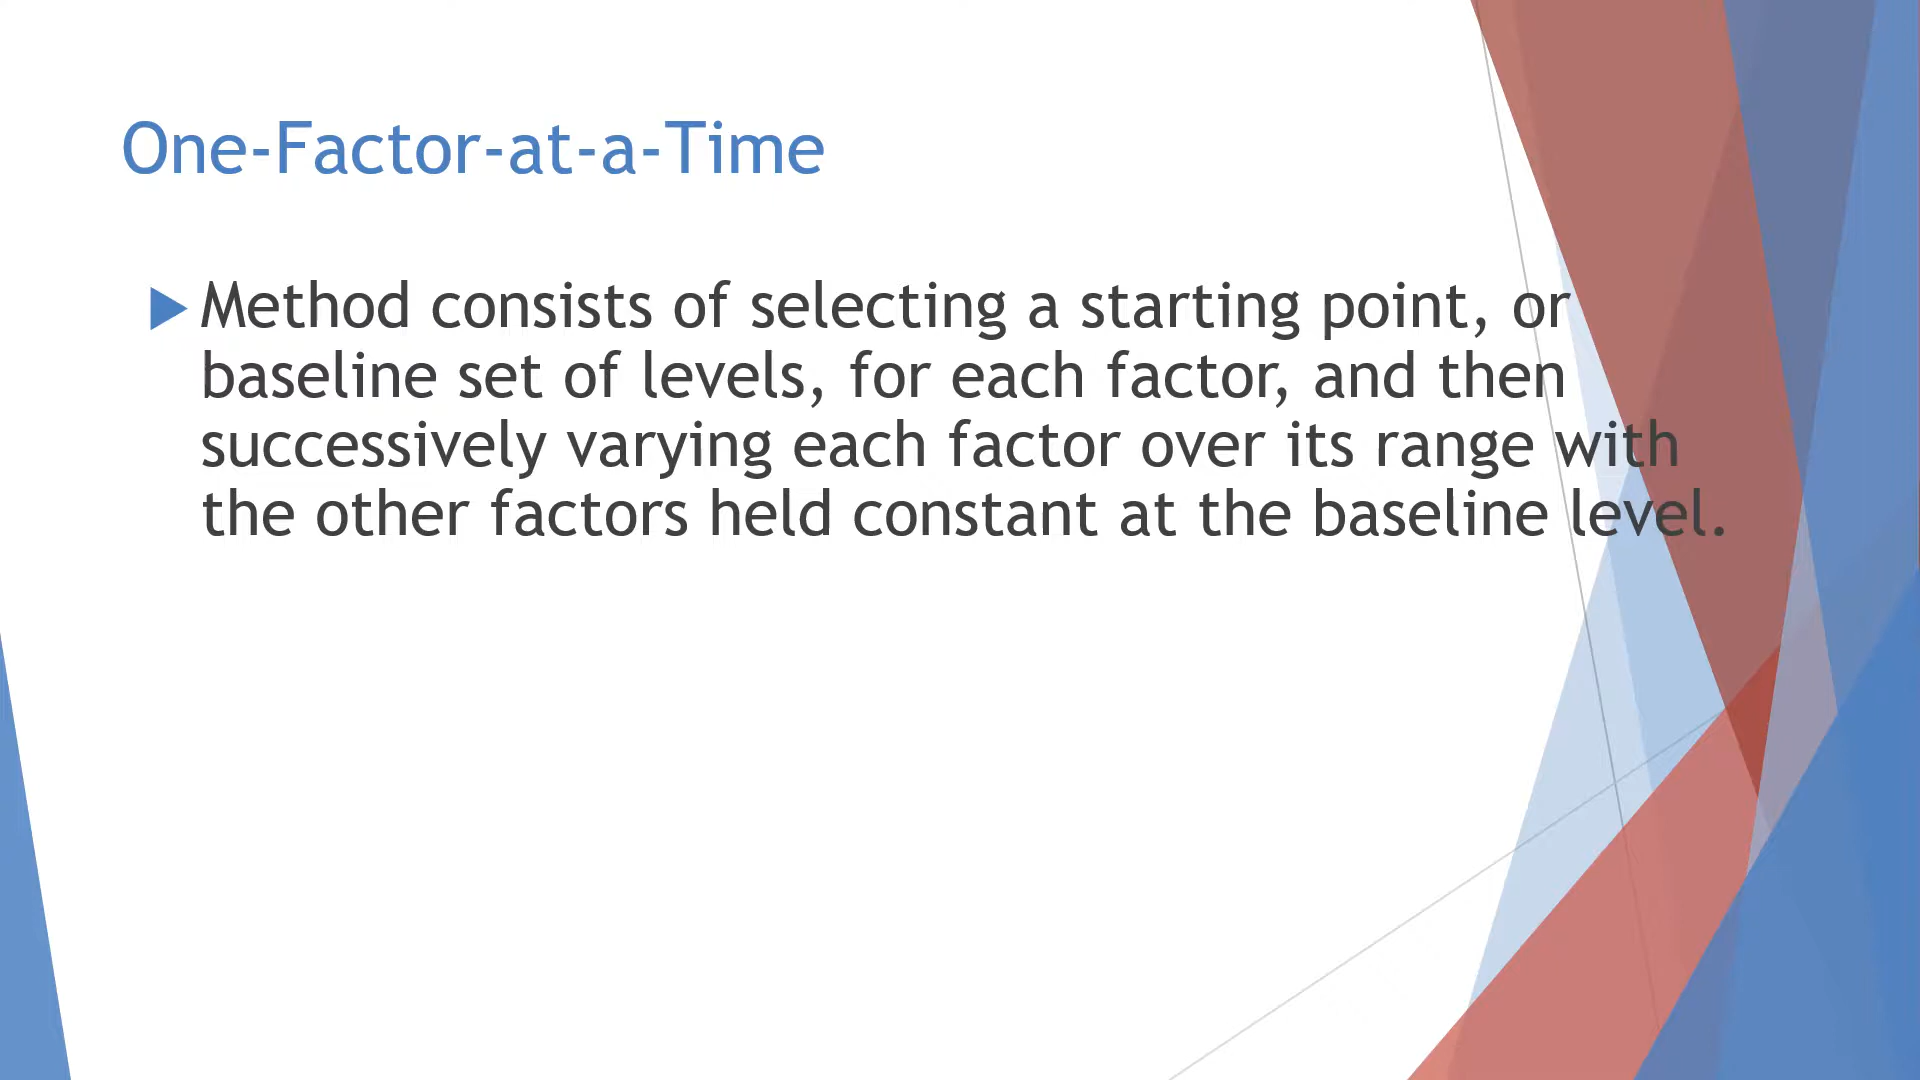 One-Factor-at-a-Time
Method consists of selecting a starting point, or
baseline set of levels, for each factor, and then
successively varying each factor over its range with
the other factors held constant at the baseline level.